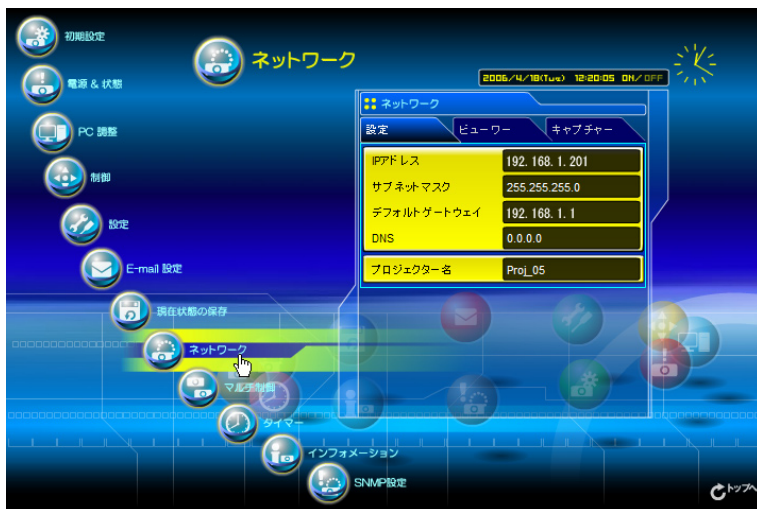 初期設定
電源 & 状態
PC 調整
制御
設定
E-mail 設定
現在状態の保存
ネットワーク
マルチ制御
タイマー
インフォメーション
SNMP設定
ネットワーク
2006/4/18(Tue) 12:20:05 ON/OFF
ネットワーク
設定 ビューワー キャプチャー
IPアドレス 192.168.1.201
サブネットマスク 255.255.255.0
デフォルトゲートウェイ 192.168.1.1
DNS 0.0.0.0
プロジェクター名 Proj_05
トップへ